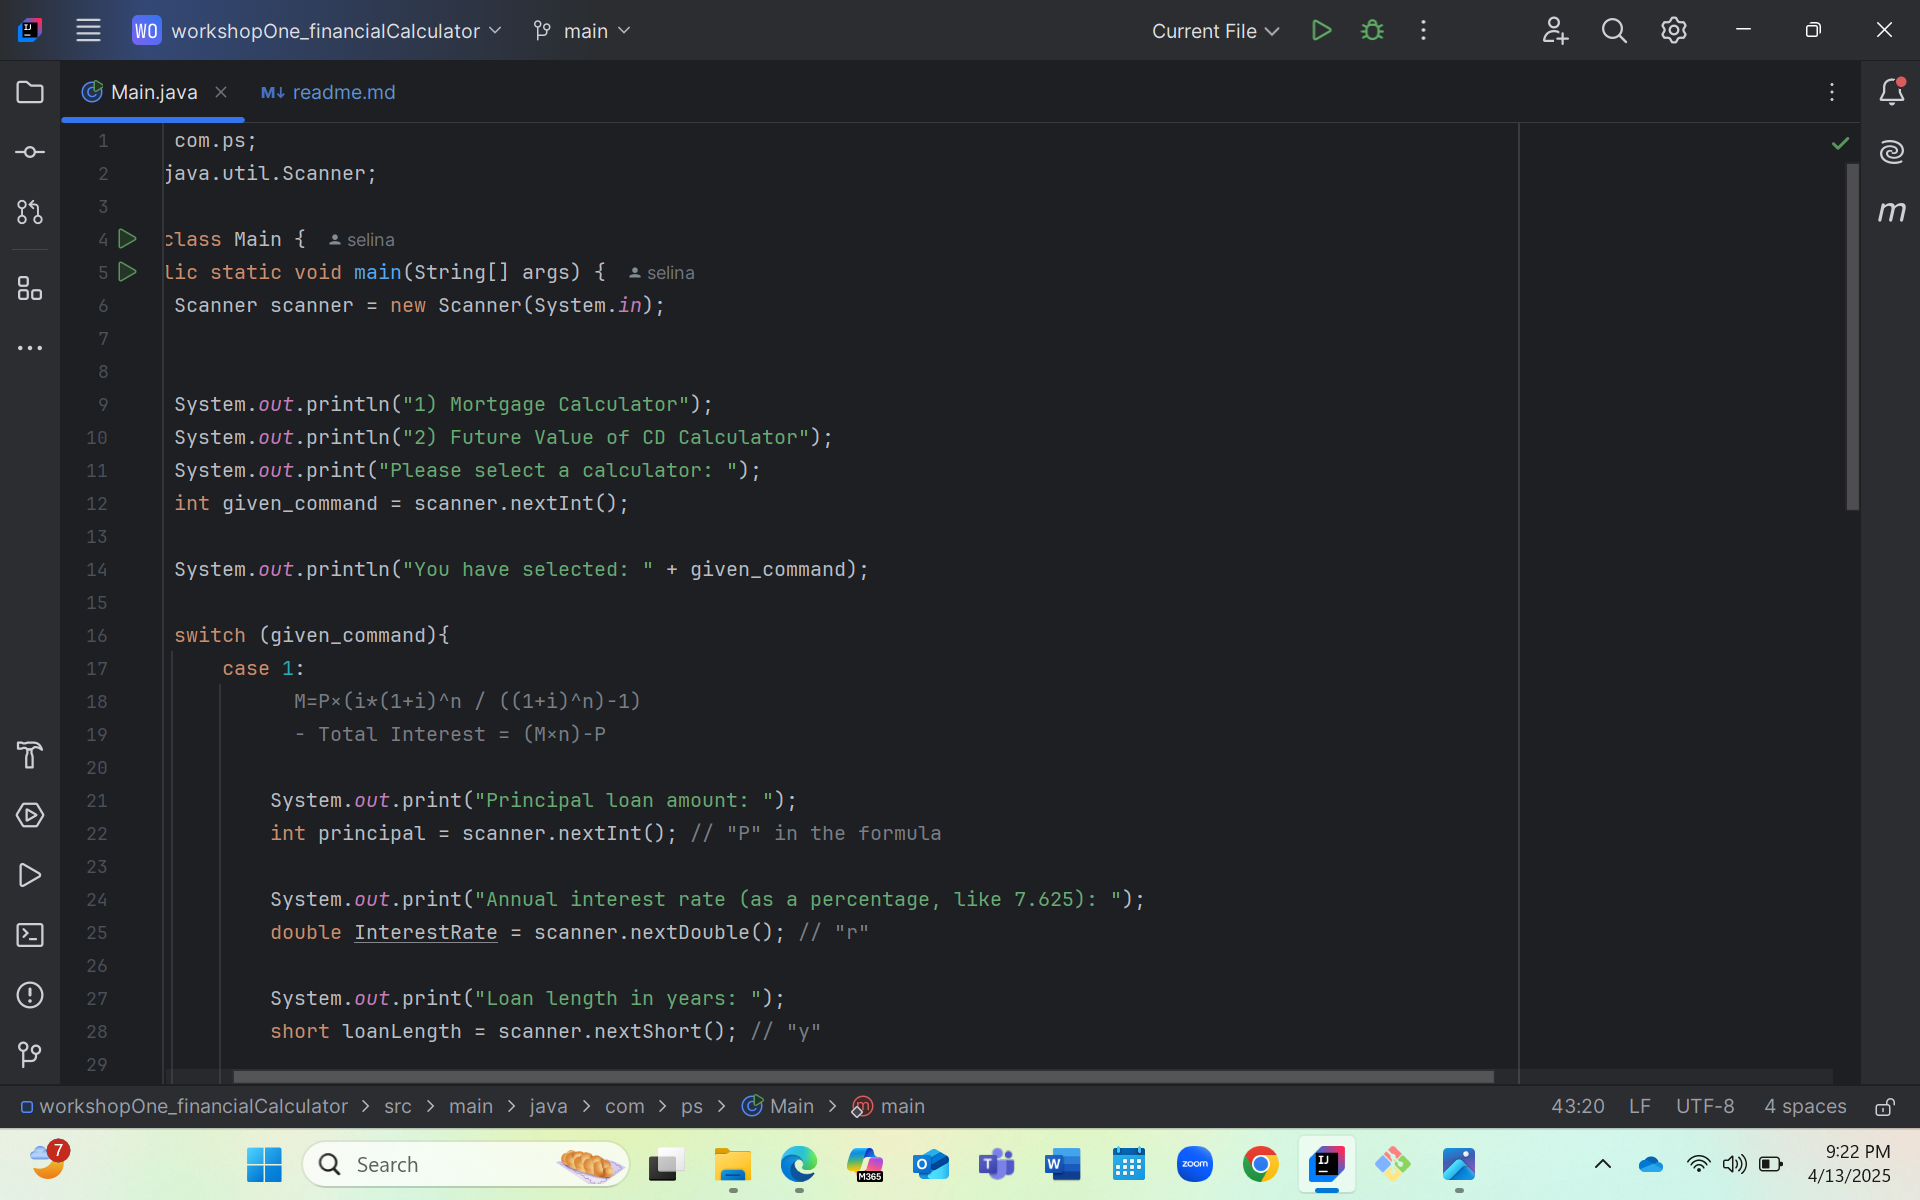 WO workshopOne_financialCalculator main Current File
Main.java readme.md
1 com.ps;
2 java.util.Scanner;
3
4 class Main { selina
5 lic static void main(String[] args) { selina
6 Scanner scanner = new Scanner(System.in);
7
8
9 System.out.println("1) Mortgage Calculator");
10 System.out.println("2) Future Value of CD Calculator");
11 System.out.print("Please select a calculator: ");
12 int given_command = scanner.nextInt();
13
14 System.out.println("You have selected: " + given_command);
15
16 switch (given_command){
17 case 1:
18 M=P×(i*(1+i)^n / ((1+i)^n)-1)
19 - Total Interest = (M×n)-P
20
21 System.out.print("Principal loan amount: ");
22 int principal = scanner.nextInt(); // "P" in the formula
23
24 System.out.print("Annual interest rate (as a percentage, like 7.625): ");
25 double InterestRate = scanner.nextDouble(); // "r"
26
27 System.out.print("Loan length in years: ");
28 short loanLength = scanner.nextShort(); // "y"
29
workshopOne_financialCalculator > src > main > java > com > ps > Main > main 43:20 LF UTF-8 4 spaces
7 Search M365 zoom 9:22 PM
4/13/2025